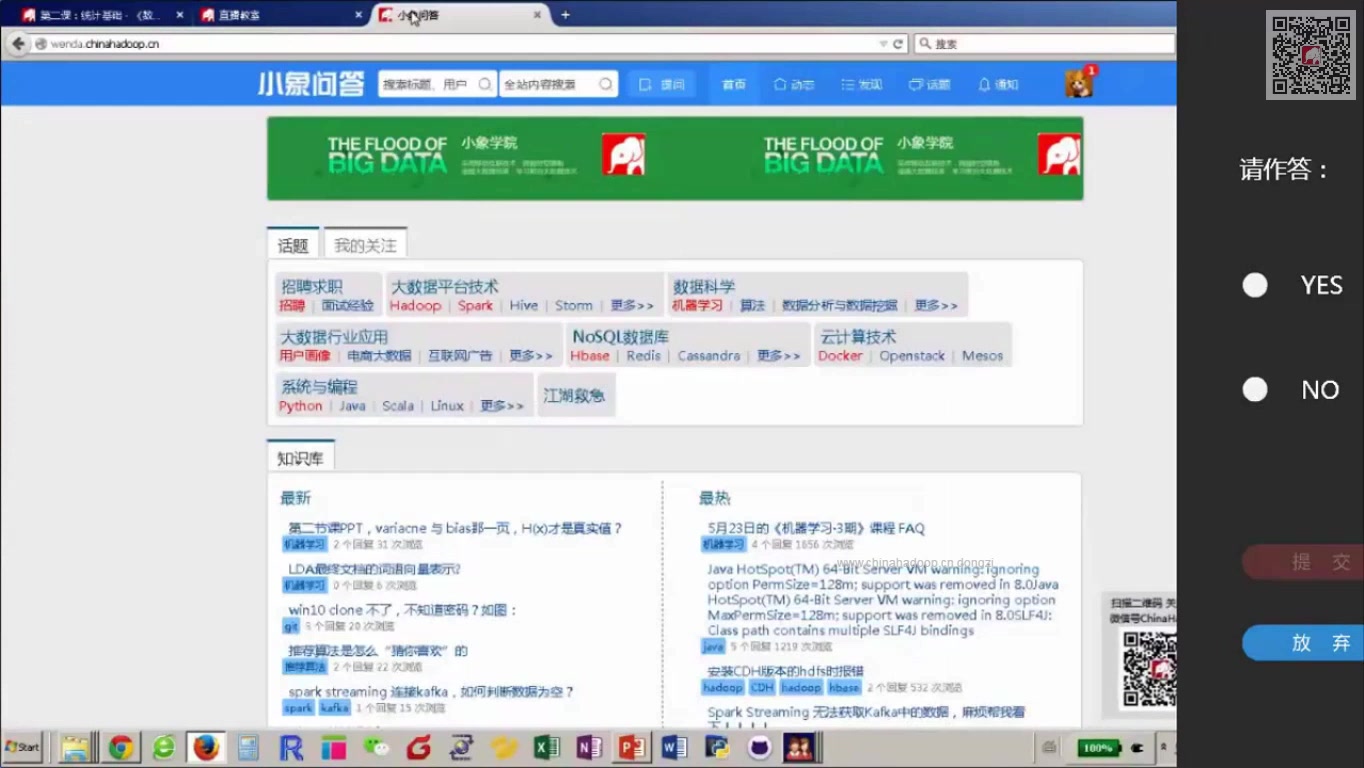 第二课：统计基础 - 《数...
直播教室
小象问答
wenda.chinahadoop.cn
搜索
小象问答
搜索标题、用户
全站内容搜索
提问
首页
动态
发现
话题
通知
1
THE FLOOD OF
BIG DATA
小象学院
THE FLOOD OF
BIG DATA
小象学院
请作答：
YES
NO
提 交
放 弃
话题
我的关注
招聘求职
招聘 | 面试经验
大数据平台技术
Hadoop | Spark | Hive | Storm | 更多>>
数据科学
机器学习 | 算法 | 数据分析与数据挖掘 | 更多>>
大数据行业应用
用户画像 | 电商大数据 | 互联网广告 | 更多>>
NoSQL数据库
Hbase | Redis | Cassandra | 更多>>
云计算技术
Docker | Openstack | Mesos
系统与编程
Python | Java | Scala | Linux | 更多>>
江湖救急
知识库
最新
第二节课PPT，variacne 与 bias那一页，H(x)才是真实值？
机器学习 2 个回复 31 次浏览
LDA最终文档的词语向量表示?
机器学习 0 个回复 6 次浏览
win10 clone 不了，不知道密码？如图：
git 个回复 20 次浏览
推荐算法是怎么“猜你喜欢”的
推荐算法 2 个回复 22 次浏览
spark streaming 连接kafka，如何判断数据为空？
spark kafka 1 个回复 15 次浏览
最热
5月23日的《机器学习-3期》课程 FAQ
机器学习 4 个回复 1656 次浏览
www.chinahadoop.cn dongzi
Java HotSpot(TM) 64-Bit Server VM warning: ignoring
option PermSize=128m; support was removed in 8.0Java
HotSpot(TM) 64-Bit Server VM warning: ignoring option
MaxPermSize=128m; support was removed in 8.0SLF4J:
Class path contains multiple SLF4J bindings
java 5 个回复 1219 次浏览
安装CDH版本的hdfs时报错
hadoop CDH hadoop hbase 2 个回复 532 次浏览
Spark Streaming 无法获取Kafka中的数据，麻烦帮我看
扫描二维码 关
微信号ChinaHa
Start
100%